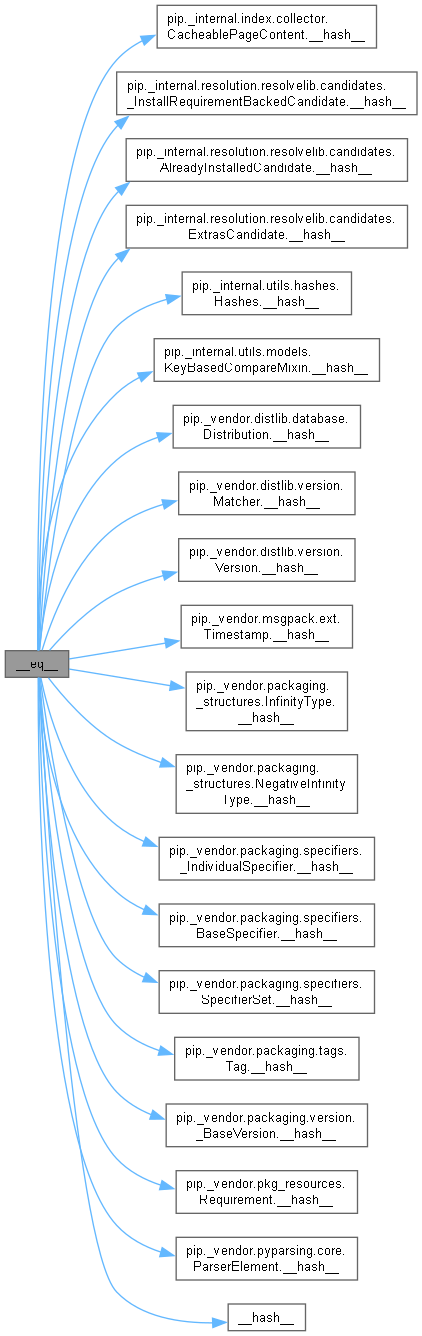 pip._internal.index.collector.
CacheablePageContent.__hash__
pip._internal.resolution.resolvelib.candidates.
_InstallRequirementBackedCandidate.__hash__
pip._internal.resolution.resolvelib.candidates.
AlreadyInstalledCandidate.__hash__
pip._internal.resolution.resolvelib.candidates.
ExtrasCandidate.__hash__
pip._internal.utils.hashes.
Hashes.__hash__
pip._internal.utils.models.
KeyBasedCompareMixin.__hash__
pip._vendor.distlib.database.
Distribution.__hash__
pip._vendor.distlib.version.
Matcher.__hash__
pip._vendor.distlib.version.
Version.__hash__
pip._vendor.msgpack.ext.
Timestamp.__hash__
__eq__
pip._vendor.packaging.
_structures.InfinityType.
__hash__
pip._vendor.packaging.
_structures.NegativeInfinity
Type.__hash__
pip._vendor.packaging.specifiers.
_IndividualSpecifier.__hash__
pip._vendor.packaging.specifiers.
BaseSpecifier.__hash__
pip._vendor.packaging.specifiers.
SpecifierSet.__hash__
pip._vendor.packaging.tags.
Tag.__hash__
pip._vendor.packaging.version.
_BaseVersion.__hash__
pip._vendor.pkg_resources.
Requirement.__hash__
pip._vendor.pyparsing.core.
ParserElement.__hash__
__hash__